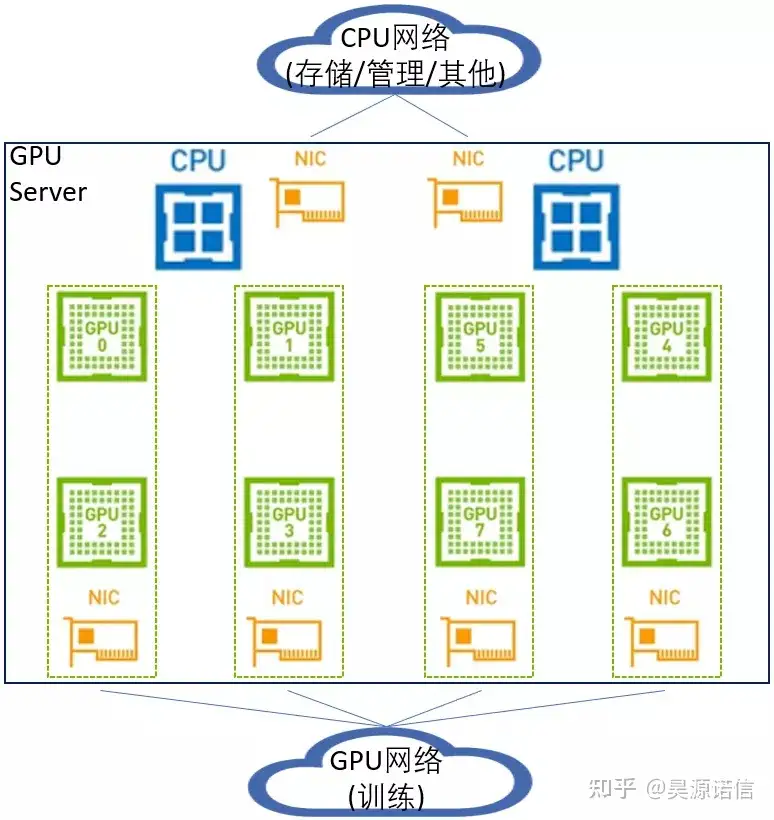 CPU网络
(存储/管理/其他)
GPU
Server
CPU
NIC
NIC
CPU
GPU
0
GPU
1
GPU
5
GPU
4
GPU
2
GPU
3
GPU
7
GPU
6
NIC
NIC
NIC
NIC
GPU网络
(训练)
知乎 @昊源诺信